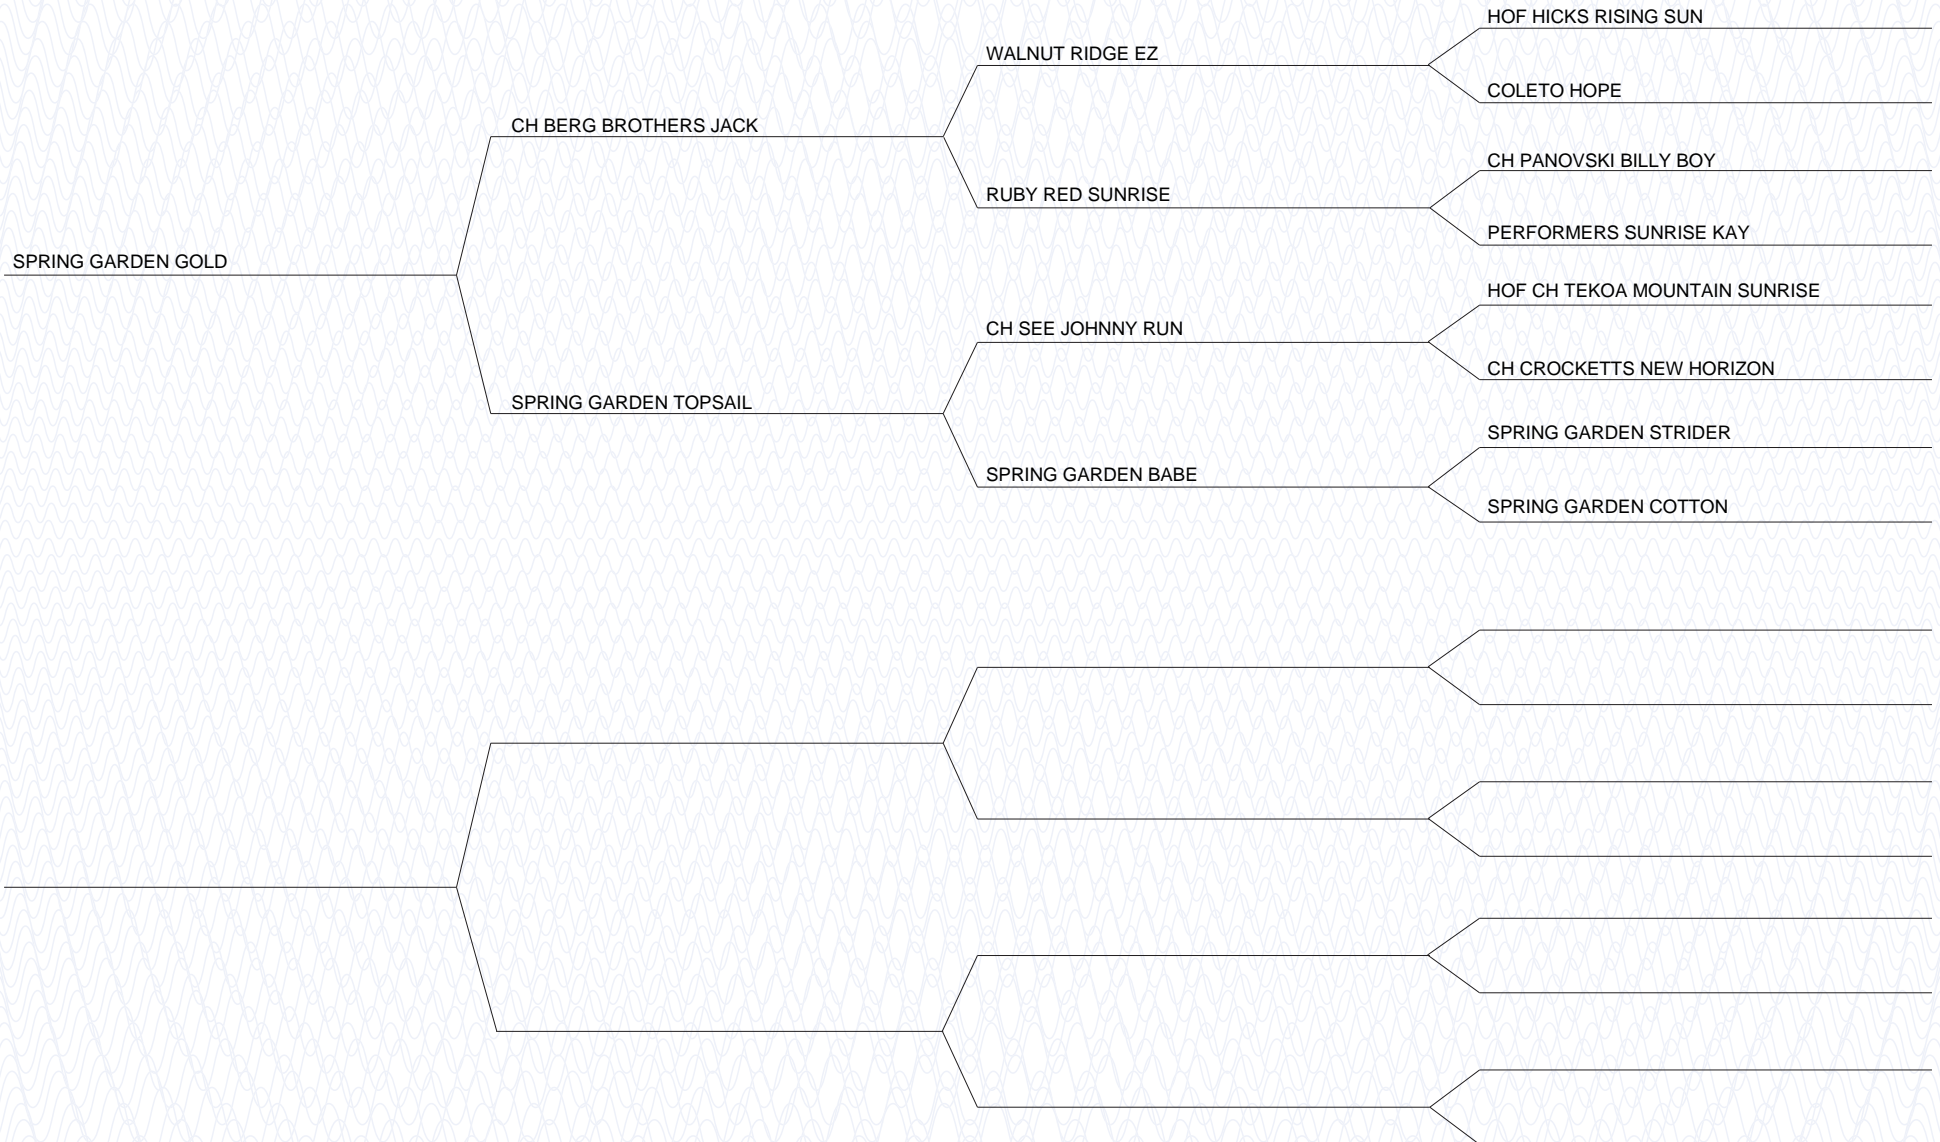 HOF HICKS RISING SUN
WALNUT RIDGE EZ
COLETO HOPE
CH BERG BROTHERS JACK
CH PANOVSKI BILLY BOY
RUBY RED SUNRISE
PERFORMERS SUNRISE KAY
SPRING GARDEN GOLD
HOF CH TEKOA MOUNTAIN SUNRISE
CH SEE JOHNNY RUN
CH CROCKETTS NEW HORIZON
SPRING GARDEN TOPSAIL
SPRING GARDEN STRIDER
SPRING GARDEN BABE
SPRING GARDEN COTTON